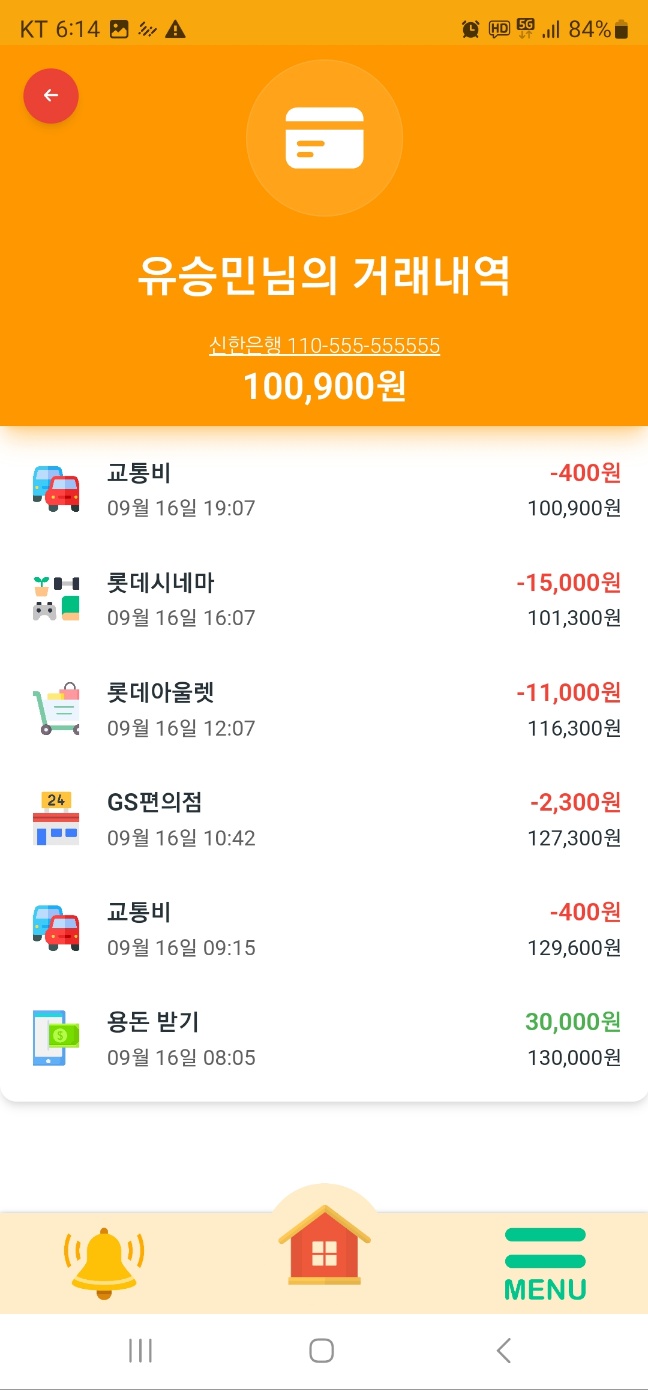 KT 6:14 HD 5G 84%
유승민님의 거래내역
신한은행 110-555-555555
100,900원
교통비 -400원
09월 16일 19:07 100,900원
롯데시네마 -15,000원
09월 16일 16:07 101,300원
롯데아울렛 -11,000원
09월 16일 12:07 116,300원
24
GS편의점 -2,300원
09월 16일 10:42 127,300원
교통비 -400원
09월 16일 09:15 129,600원
용돈 받기 30,000원
09월 16일 08:05 130,000원
MENU